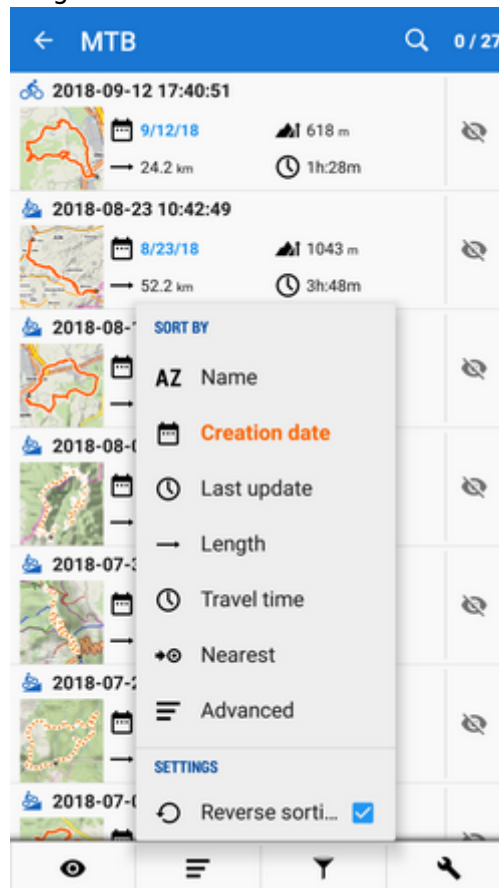 MTB 0 / 27
2018-09-12 17:40:51
9/12/18 618 m
24.2 km 1h:28m
2018-08-23 10:42:49
8/23/18 1043 m
52.2 km 3h:48m
2018-08-
SORT BY
AZ Name
Creation date
2018-08-0
Last update
Length
2018-07-
Travel time
Nearest
2018-07-2
Advanced
SETTINGS
2018-07-0
Reverse sorti...